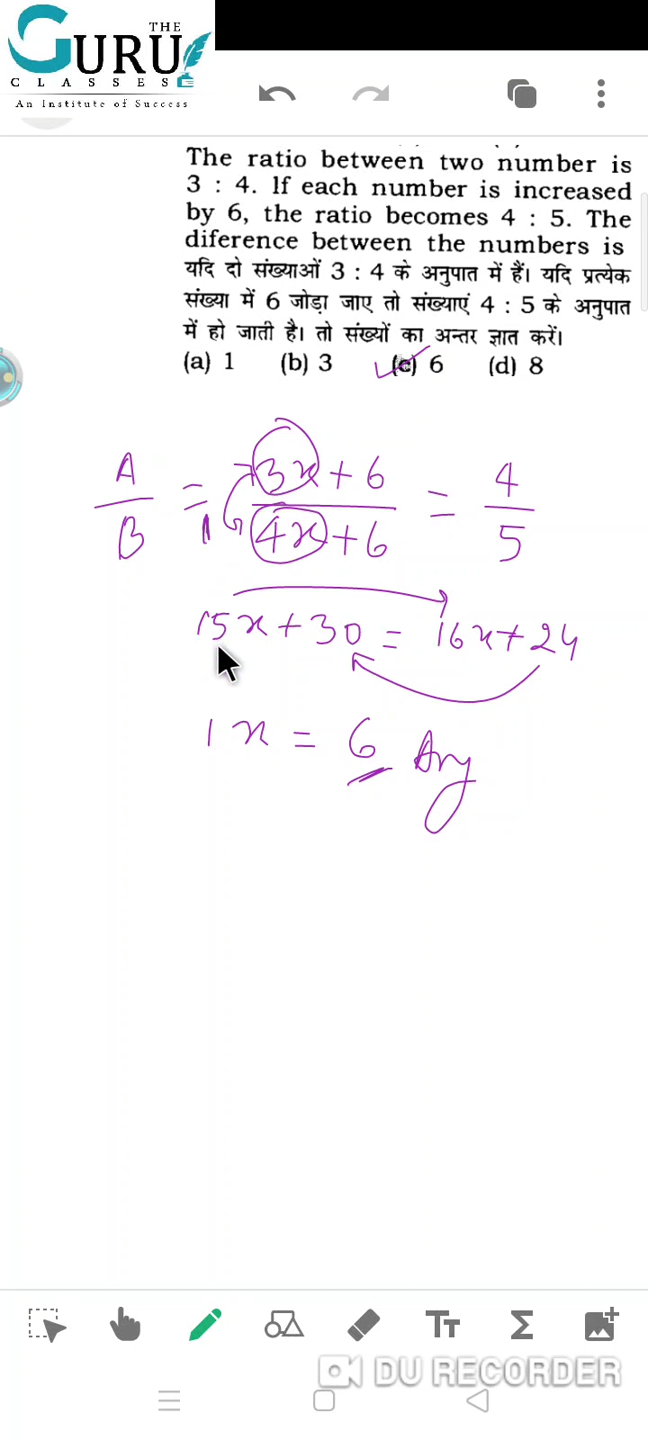 THE
GURU
CLASSES
An Institute of Success
The ratio between two number is
3 : 4. If each number is increased
by 6, the ratio becomes 4 : 5. The
diference between the numbers is
यदि दो संख्याओं 3 : 4 के अनुपात में हैं। यदि प्रत्येक
संख्या में 6 जोड़ा जाए तो संख्याएं 4 : 5 के अनुपात
में हो जाती है। तो संख्यों का अन्तर ज्ञात करें।
(a) 1 (b) 3 (c) 6 (d) 8
A/B = 3x + 6 / 4x + 6 = 4/5
1
15x + 30 = 16x + 24
1x = 6 Ans
Tт Σ
DU RECORDER